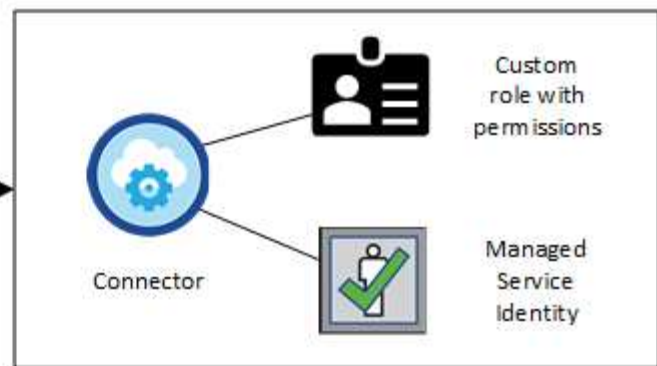 Custom
role with
permissions
Connector
Managed
Service
Identity